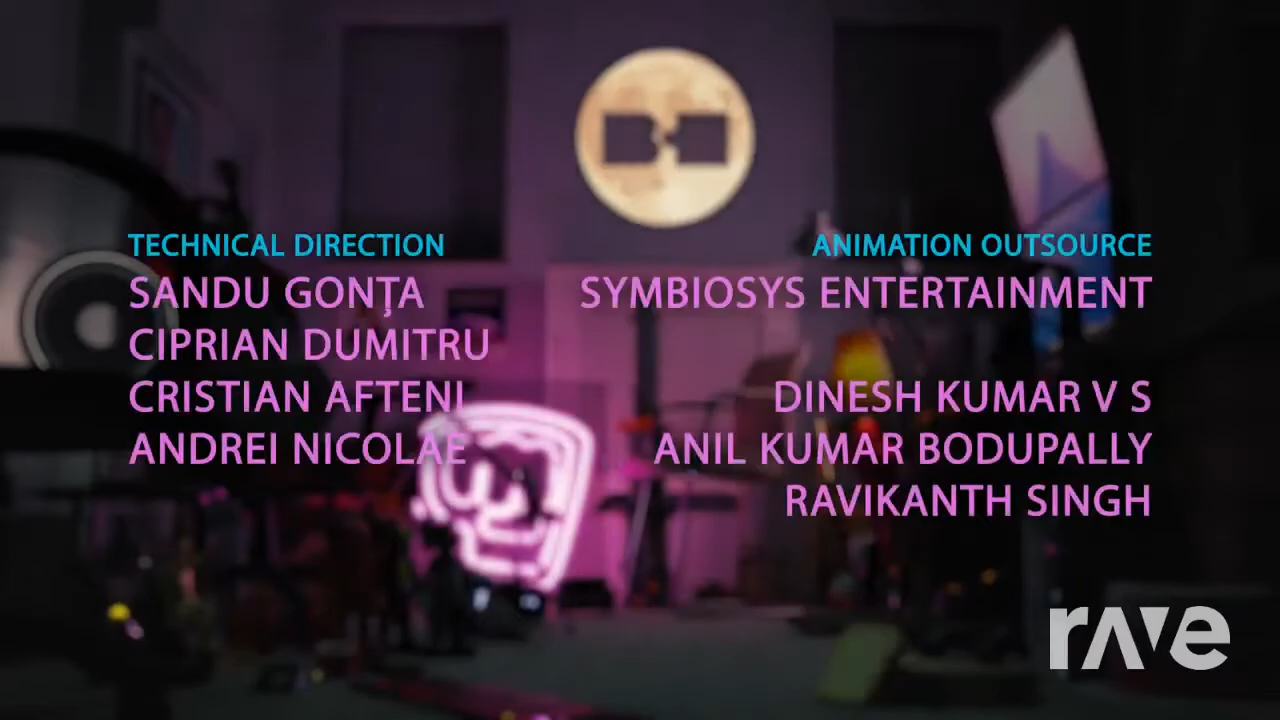 TECHNICAL DIRECTION
SANDU GONȚA
CIPRIAN DUMITRU
CRISTIAN AFTENI
ANDREI NICOLAE
ANIMATION OUTSOURCE
SYMBIOSYS ENTERTAINMENT
DINESH KUMAR V S
ANIL KUMAR BODUPALLY
RAVIKANTH SINGH
rave